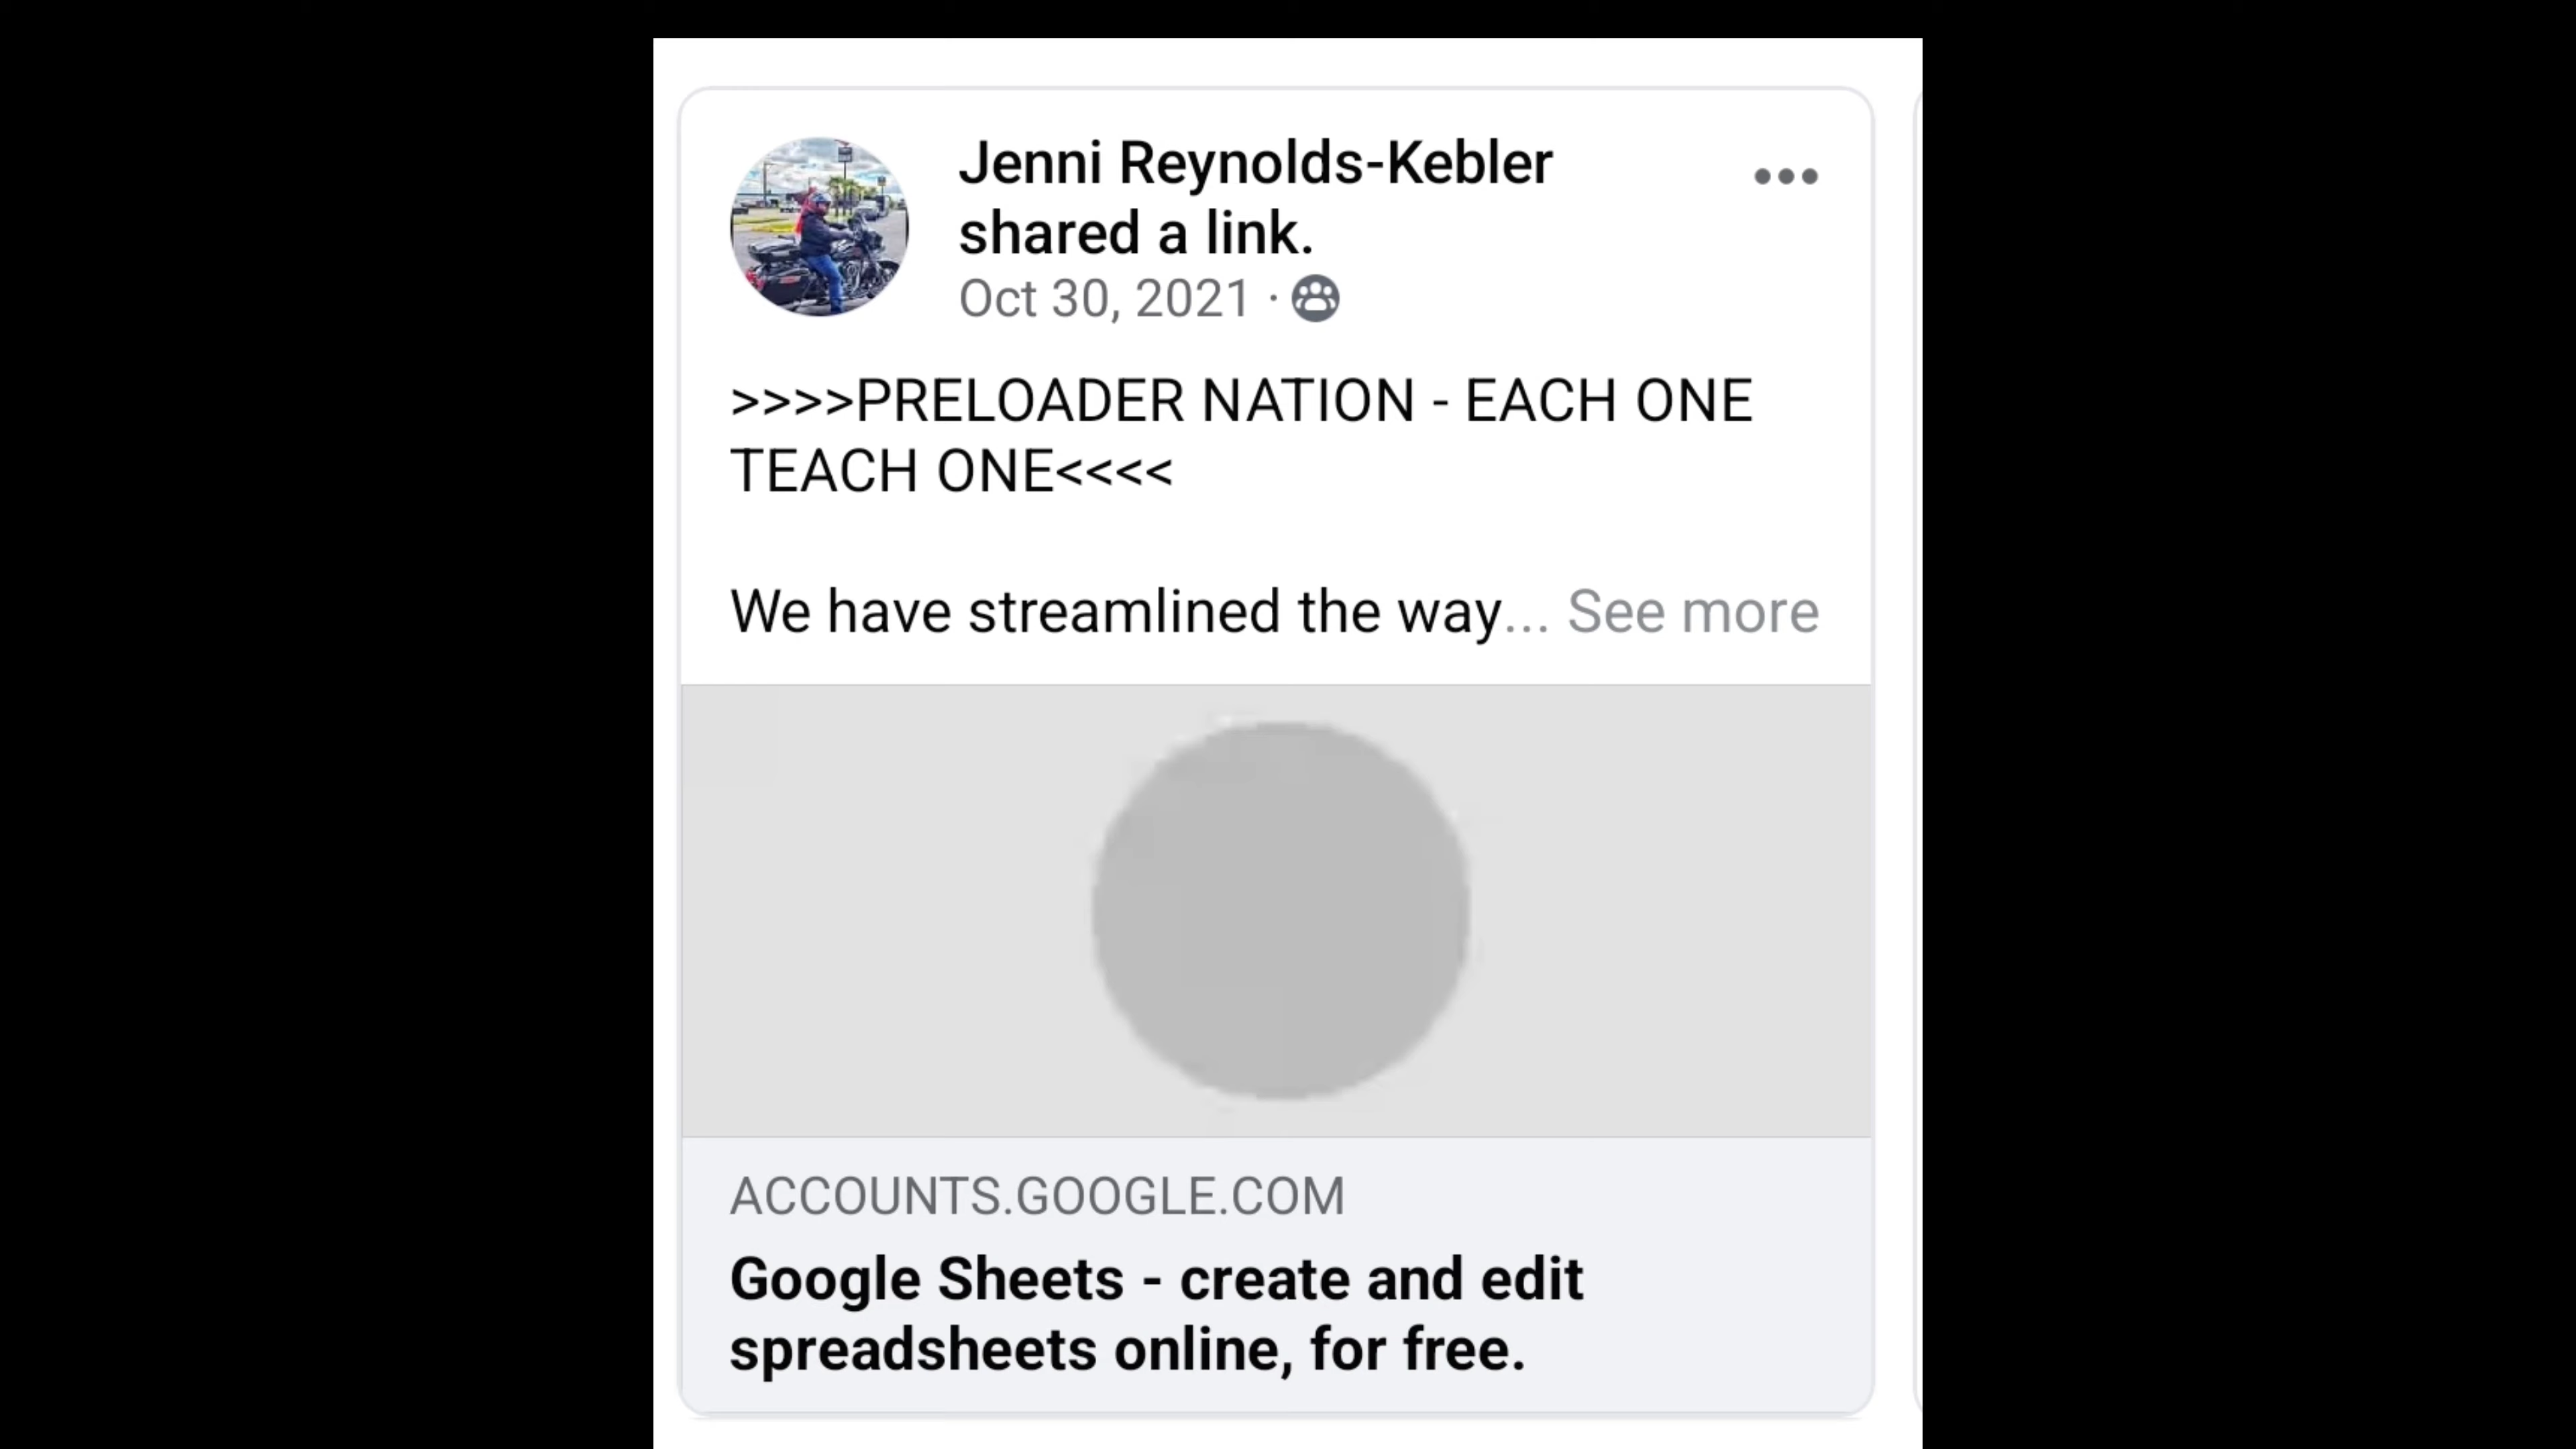 Jenni Reynolds-Kebler
shared a link.
Oct 30, 2021 ·
>>>>PRELOADER NATION - EACH ONE
TEACH ONE<<<<
We have streamlined the way... See more
ACCOUNTS.GOOGLE.COM
Google Sheets - create and edit
spreadsheets online, for free.